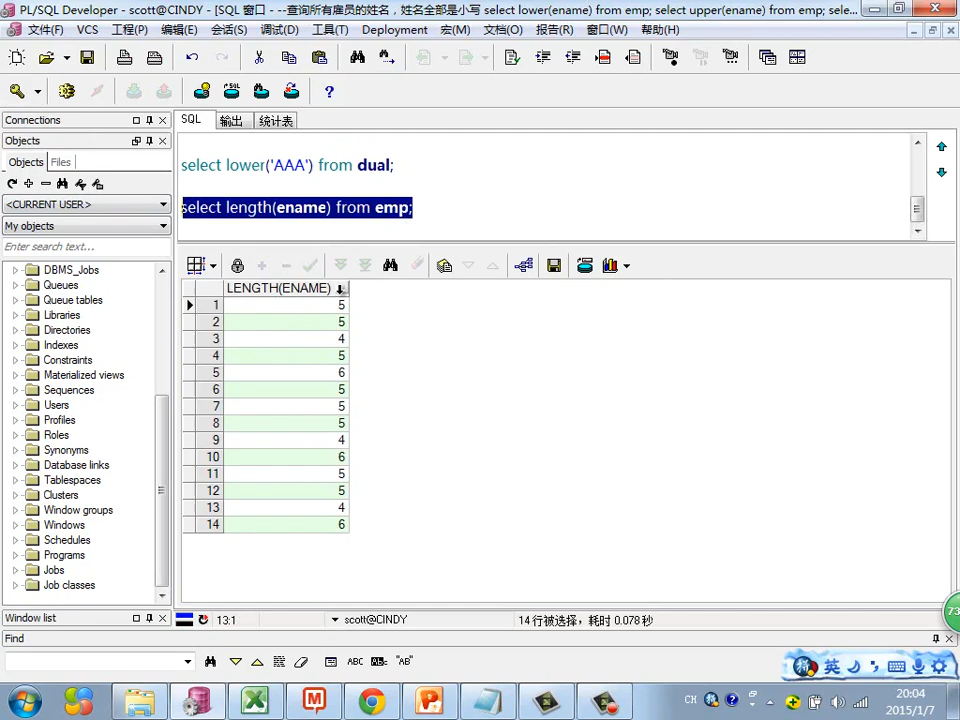 PL/SQL Developer - scott@CINDY - [SQL 窗口 - --查询所有雇员的姓名，姓名全部是小写 select lower(ename) from emp; select upper(ename) from emp; sele...
文件(F) VCS 工程(P) 编辑(E) 会话(S) 调试(D) 工具(T) Deployment 宏(M) 文档(O) 报告(R) 窗口(W) 帮助(H)
Connections
Objects
Objects Files
<CURRENT USER>
My objects
Enter search text...
DBMS_Jobs
Queues
Queue tables
Libraries
Directories
Indexes
Constraints
Materialized views
Sequences
Users
Profiles
Roles
Synonyms
Database links
Tablespaces
Clusters
Window groups
Windows
Schedules
Programs
Jobs
Job classes
Window list
SQL 输出 统计表
select lower('AAA') from dual;
select length(ename) from emp;
LENGTH(ENAME)
1 5
2 5
3 4
4 5
5 6
6 5
7 5
8 5
9 4
10 6
11 5
12 5
13 4
14 6
13:1 scott@CINDY 14 行被选择，耗时 0.078 秒
Find
ABC "AB"
英
CH
20:04
2015/1/7
73